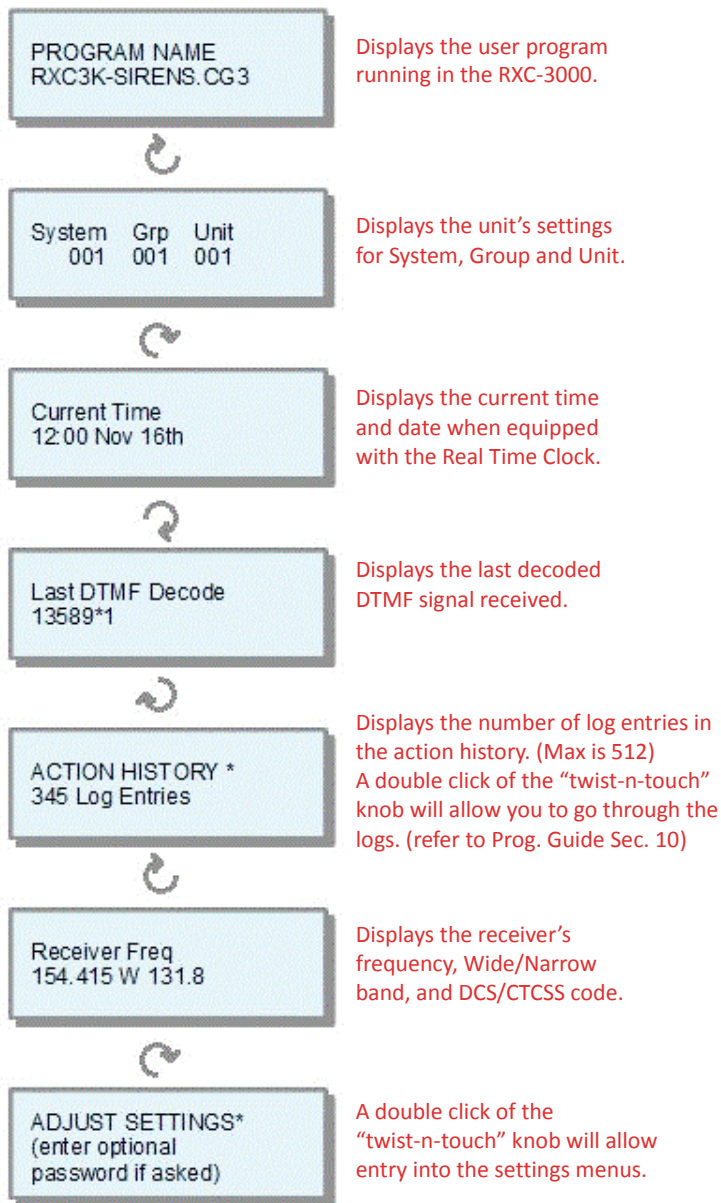 PROGRAM NAME
RXC3K-SIRENS.CG3
Displays the user program
running in the RXC-3000.
System Grp Unit
001 001 001
Displays the unit's settings
for System, Group and Unit.
Current Time
12:00 Nov 16th
Displays the current time
and date when equipped
with the Real Time Clock.
Last DTMF Decode
13589*1
Displays the last decoded
DTMF signal received.
ACTION HISTORY *
345 Log Entries
Displays the number of log entries in
the action history. (Max is 512)
A double click of the “twist-n-touch”
knob will allow you to go through the
logs. (refer to Prog. Guide Sec. 10)
Receiver Freq
154.415 W 131.8
Displays the receiver's
frequency, Wide/Narrow
band, and DCS/CTCSS code.
ADJUST SETTINGS*
(enter optional
password if asked)
A double click of the
“twist-n-touch” knob will allow
entry into the settings menus.